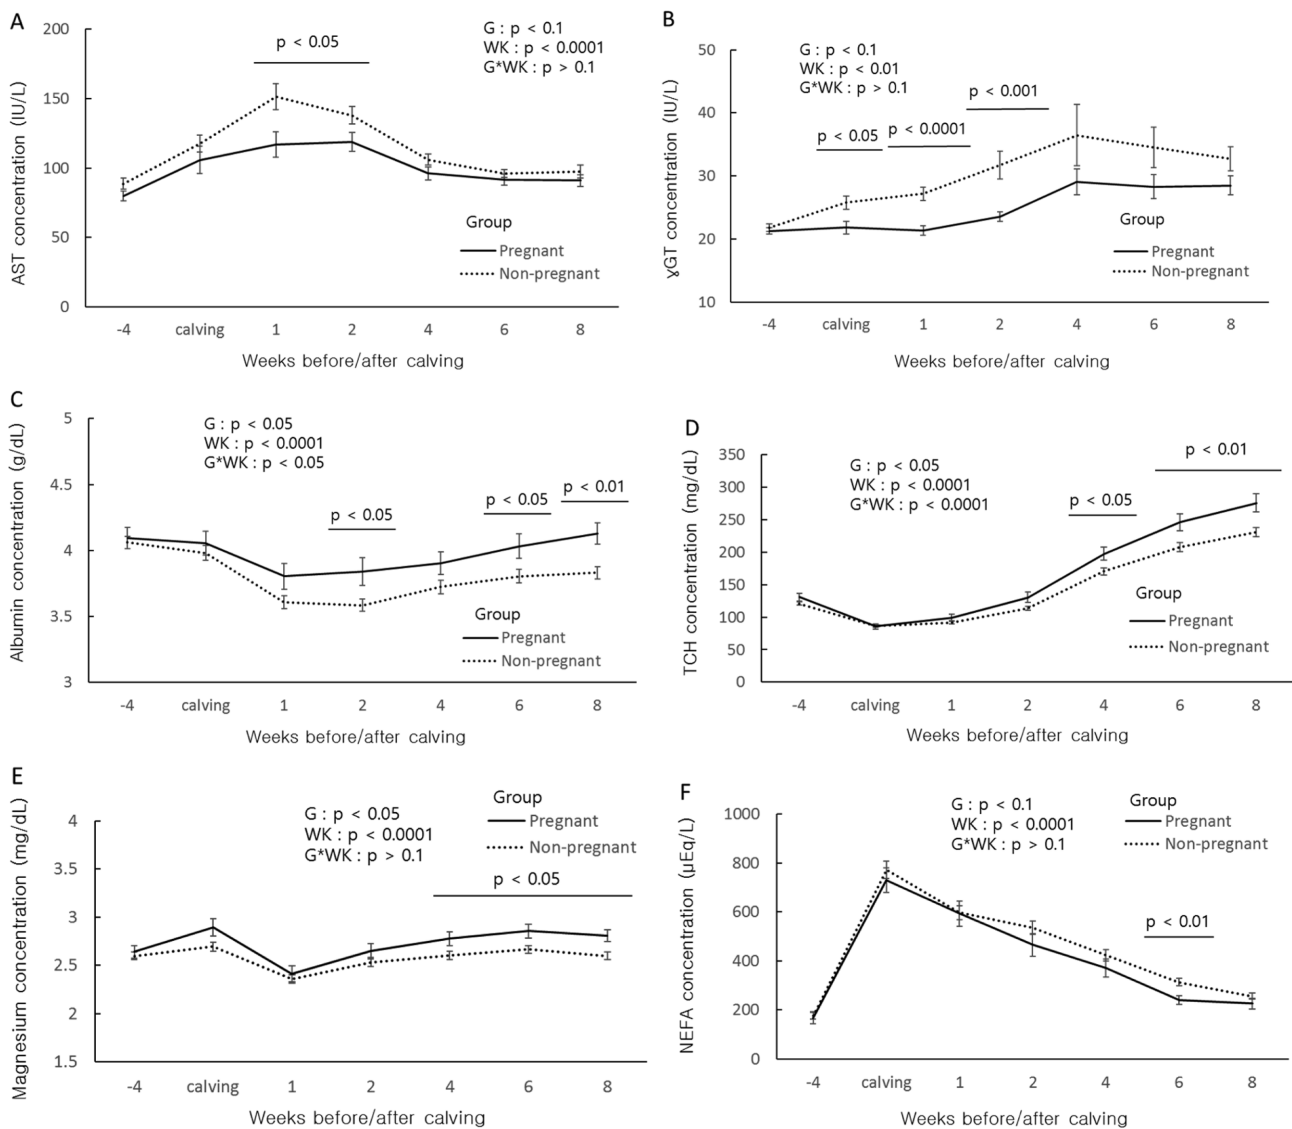 A
200
150
100
50
0
AST concentration (IU/L)
p < 0.05
G : p < 0.1
WK : p < 0.0001
G*WK : p > 0.1
Group
Pregnant
Non-pregnant
-4 calving 1 2 4 6 8
Weeks before/after calving
B
50
40
30
20
10
ɣGT concentration (IU/L)
G : p < 0.1
WK : p < 0.01
G*WK : p > 0.1
p < 0.05
p < 0.0001
p < 0.001
Group
Pregnant
Non-pregnant
-4 calving 1 2 4 6 8
Weeks before/after calving
C
5
4.5
4
3.5
3
Albumin concentration (g/dL)
G : p < 0.05
WK : p < 0.0001
G*WK : p < 0.05
p < 0.05
p < 0.05
p < 0.01
Group
Pregnant
Non-pregnant
-4 calving 1 2 4 6 8
Weeks before/after calving
D
350
300
250
200
150
100
50
0
TCH concentration (mg/dL)
G : p < 0.05
WK : p < 0.0001
G*WK : p < 0.0001
p < 0.05
p < 0.01
Group
Pregnant
Non-pregnant
-4 calving 1 2 4 6 8
Weeks before/after calving
E
4
3.5
3
2.5
2
1.5
Magnesium concentration (mg/dL)
G : p < 0.05
WK : p < 0.0001
G*WK : p > 0.1
Group
Pregnant
Non-pregnant
p < 0.05
-4 calving 1 2 4 6 8
Weeks before/after calving
F
1000
800
600
400
200
0
NEFA concentration (µEq/L)
G : p < 0.1
WK : p < 0.0001
G*WK : p > 0.1
Group
Pregnant
Non-pregnant
p < 0.01
-4 calving 1 2 4 6 8
Weeks before/after calving